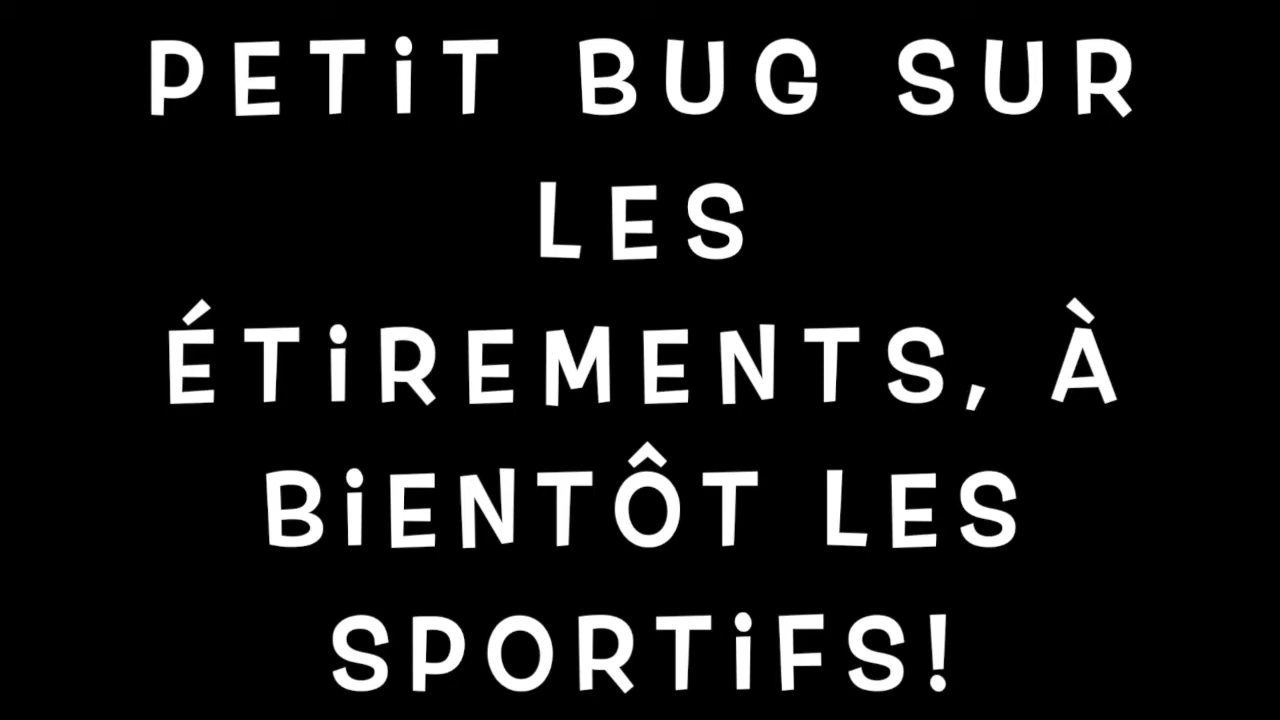 PETiT BUG SUR
LES
ÉTiREMENTS, À
BiENTÔT LES
SPORTiFS!